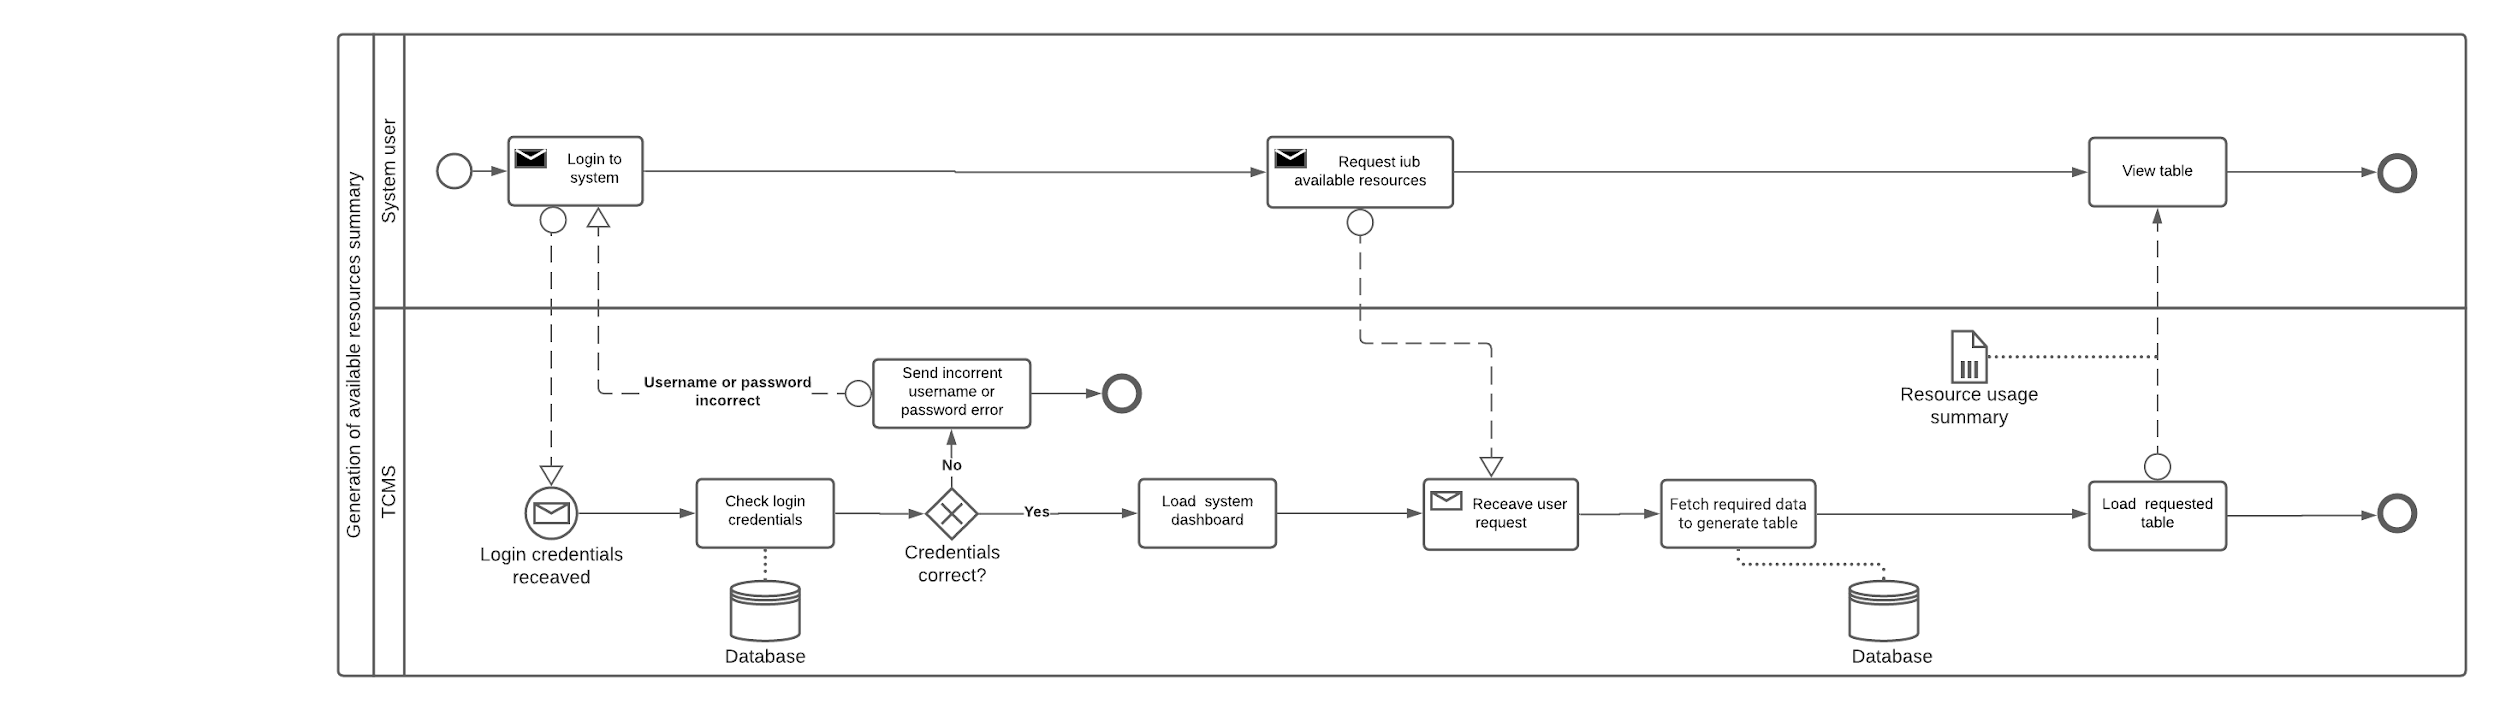 Generation of available resources summary
System user
Login to
system
Request iub
available resources
View table
TCMS
Username or password
incorrect
Send incorrent
username or
password error
Resource usage
summary
No
Login credentials
receaved
Check login
credentials
Credentials
correct?
Yes
Load system
dashboard
Receave user
request
Fetch required data
to generate table
Load requested
table
Database
Database